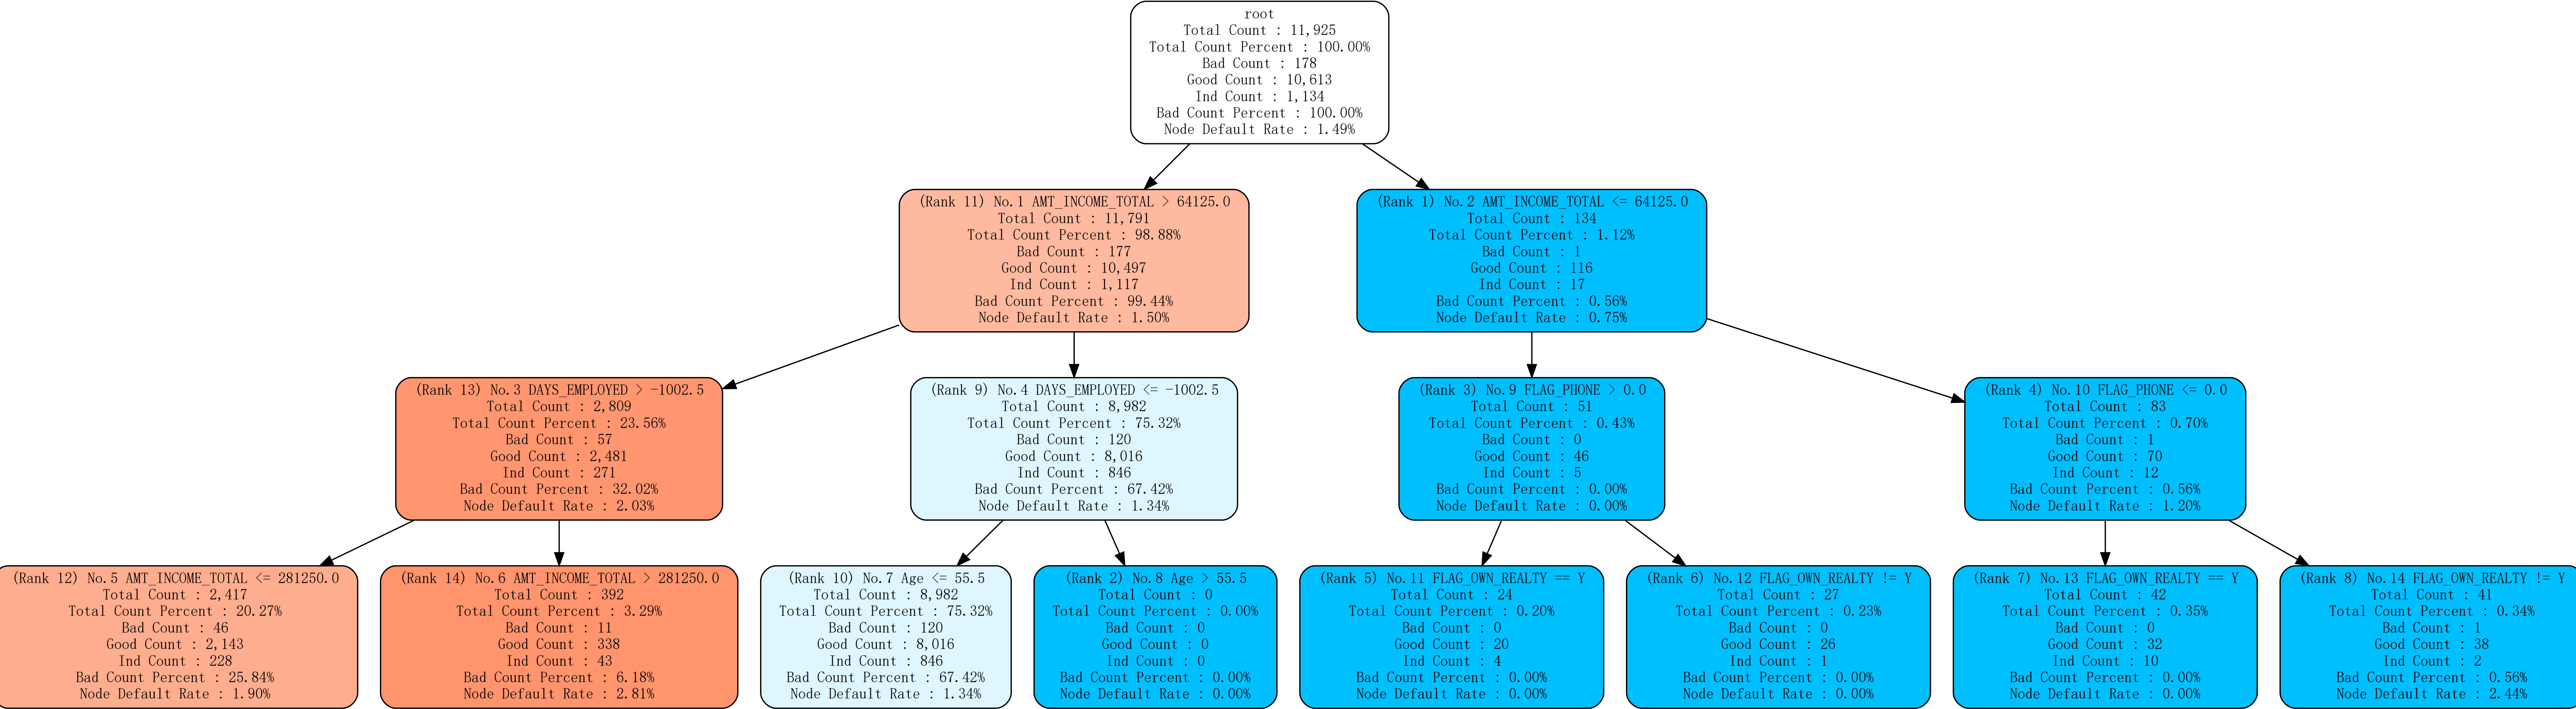 root
Total Count : 11,925
Total Count Percent : 100.00%
Bad Count : 178
Good Count : 10,613
Ind Count : 1,134
Bad Count Percent : 100.00%
Node Default Rate : 1.49%
(Rank 11) No.1 AMT_INCOME_TOTAL > 64125.0
Total Count : 11,791
Total Count Percent : 98.88%
Bad Count : 177
Good Count : 10,497
Ind Count : 1,117
Bad Count Percent : 99.44%
Node Default Rate : 1.50%
(Rank 1) No.2 AMT_INCOME_TOTAL <= 64125.0
Total Count : 134
Total Count Percent : 1.12%
Bad Count : 1
Good Count : 116
Ind Count : 17
Bad Count Percent : 0.56%
Node Default Rate : 0.75%
(Rank 13) No.3 DAYS_EMPLOYED > -1002.5
Total Count : 2,809
Total Count Percent : 23.56%
Bad Count : 57
Good Count : 2,481
Ind Count : 271
Bad Count Percent : 32.02%
Node Default Rate : 2.03%
(Rank 9) No.4 DAYS_EMPLOYED <= -1002.5
Total Count : 8,982
Total Count Percent : 75.32%
Bad Count : 120
Good Count : 8,016
Ind Count : 846
Bad Count Percent : 67.42%
Node Default Rate : 1.34%
(Rank 3) No.9 FLAG_PHONE > 0.0
Total Count : 51
Total Count Percent : 0.43%
Bad Count : 0
Good Count : 46
Ind Count : 5
Bad Count Percent : 0.00%
Node Default Rate : 0.00%
(Rank 4) No.10 FLAG_PHONE <= 0.0
Total Count : 83
Total Count Percent : 0.70%
Bad Count : 1
Good Count : 70
Ind Count : 12
Bad Count Percent : 0.56%
Node Default Rate : 1.20%
(Rank 12) No.5 AMT_INCOME_TOTAL <= 281250.0
Total Count : 2,417
Total Count Percent : 20.27%
Bad Count : 46
Good Count : 2,143
Ind Count : 228
Bad Count Percent : 25.84%
Node Default Rate : 1.90%
(Rank 14) No.6 AMT_INCOME_TOTAL > 281250.0
Total Count : 392
Total Count Percent : 3.29%
Bad Count : 11
Good Count : 338
Ind Count : 43
Bad Count Percent : 6.18%
Node Default Rate : 2.81%
(Rank 10) No.7 Age <= 55.5
Total Count : 8,982
Total Count Percent : 75.32%
Bad Count : 120
Good Count : 8,016
Ind Count : 846
Bad Count Percent : 67.42%
Node Default Rate : 1.34%
(Rank 2) No.8 Age > 55.5
Total Count : 0
Total Count Percent : 0.00%
Bad Count : 0
Good Count : 0
Ind Count : 0
Bad Count Percent : 0.00%
Node Default Rate : 0.00%
(Rank 5) No.11 FLAG_OWN_REALTY == Y
Total Count : 24
Total Count Percent : 0.20%
Bad Count : 0
Good Count : 20
Ind Count : 4
Bad Count Percent : 0.00%
Node Default Rate : 0.00%
(Rank 6) No.12 FLAG_OWN_REALTY != Y
Total Count : 27
Total Count Percent : 0.23%
Bad Count : 0
Good Count : 26
Ind Count : 1
Bad Count Percent : 0.00%
Node Default Rate : 0.00%
(Rank 7) No.13 FLAG_OWN_REALTY == Y
Total Count : 42
Total Count Percent : 0.35%
Bad Count : 0
Good Count : 32
Ind Count : 10
Bad Count Percent : 0.00%
Node Default Rate : 0.00%
(Rank 8) No.14 FLAG_OWN_REALTY != Y
Total Count : 41
Total Count Percent : 0.34%
Bad Count : 1
Good Count : 38
Ind Count : 2
Bad Count Percent : 0.56%
Node Default Rate : 2.44%